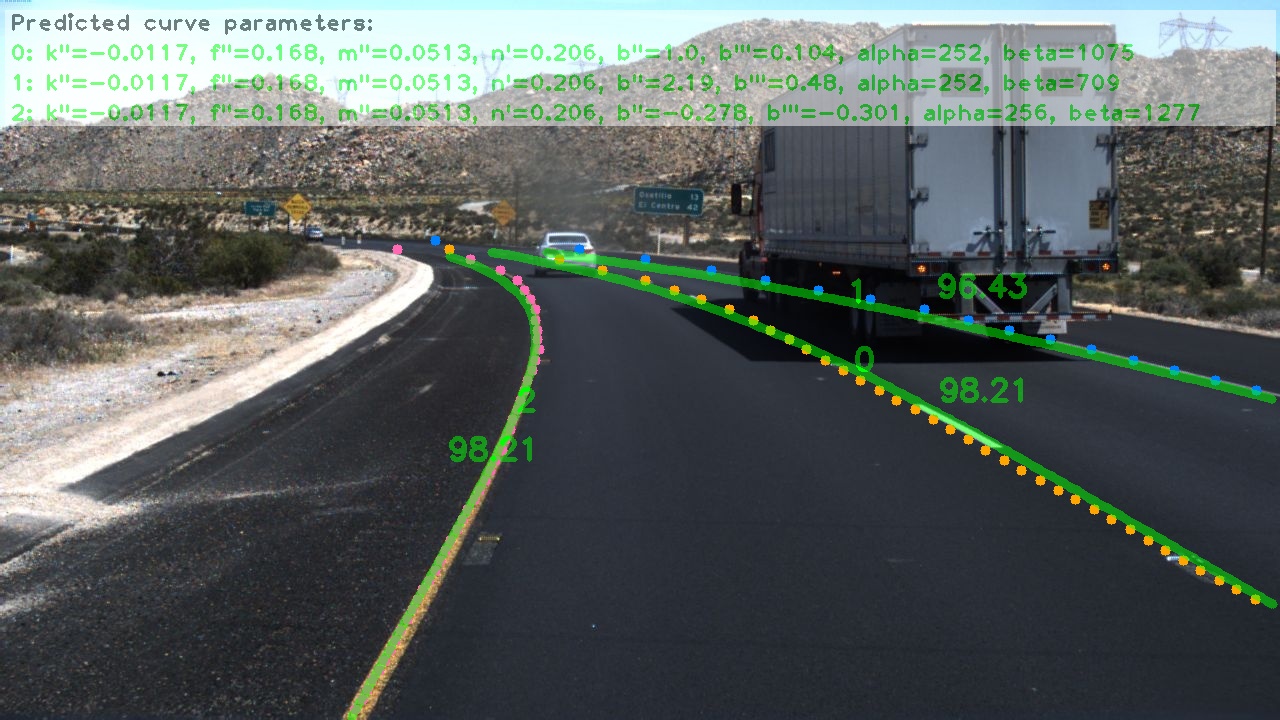 Predicted curve parameters:
0: k''=-0.0117, f''=0.168, m''=0.0513, n'=0.206, b''=1.0, b'''=0.104, alpha=252, beta=1075
1: k''=-0.0117, f''=0.168, m''=0.0513, n'=0.206, b''=2.19, b'''=0.48, alpha=252, beta=709
2: k''=-0.0117, f''=0.168, m''=0.0513, n'=0.206, b''=-0.278, b'''=-0.301, alpha=256, beta=1277
Ocotillo 13
El Centro 42
1 96.43
0
98.21
2
98.21